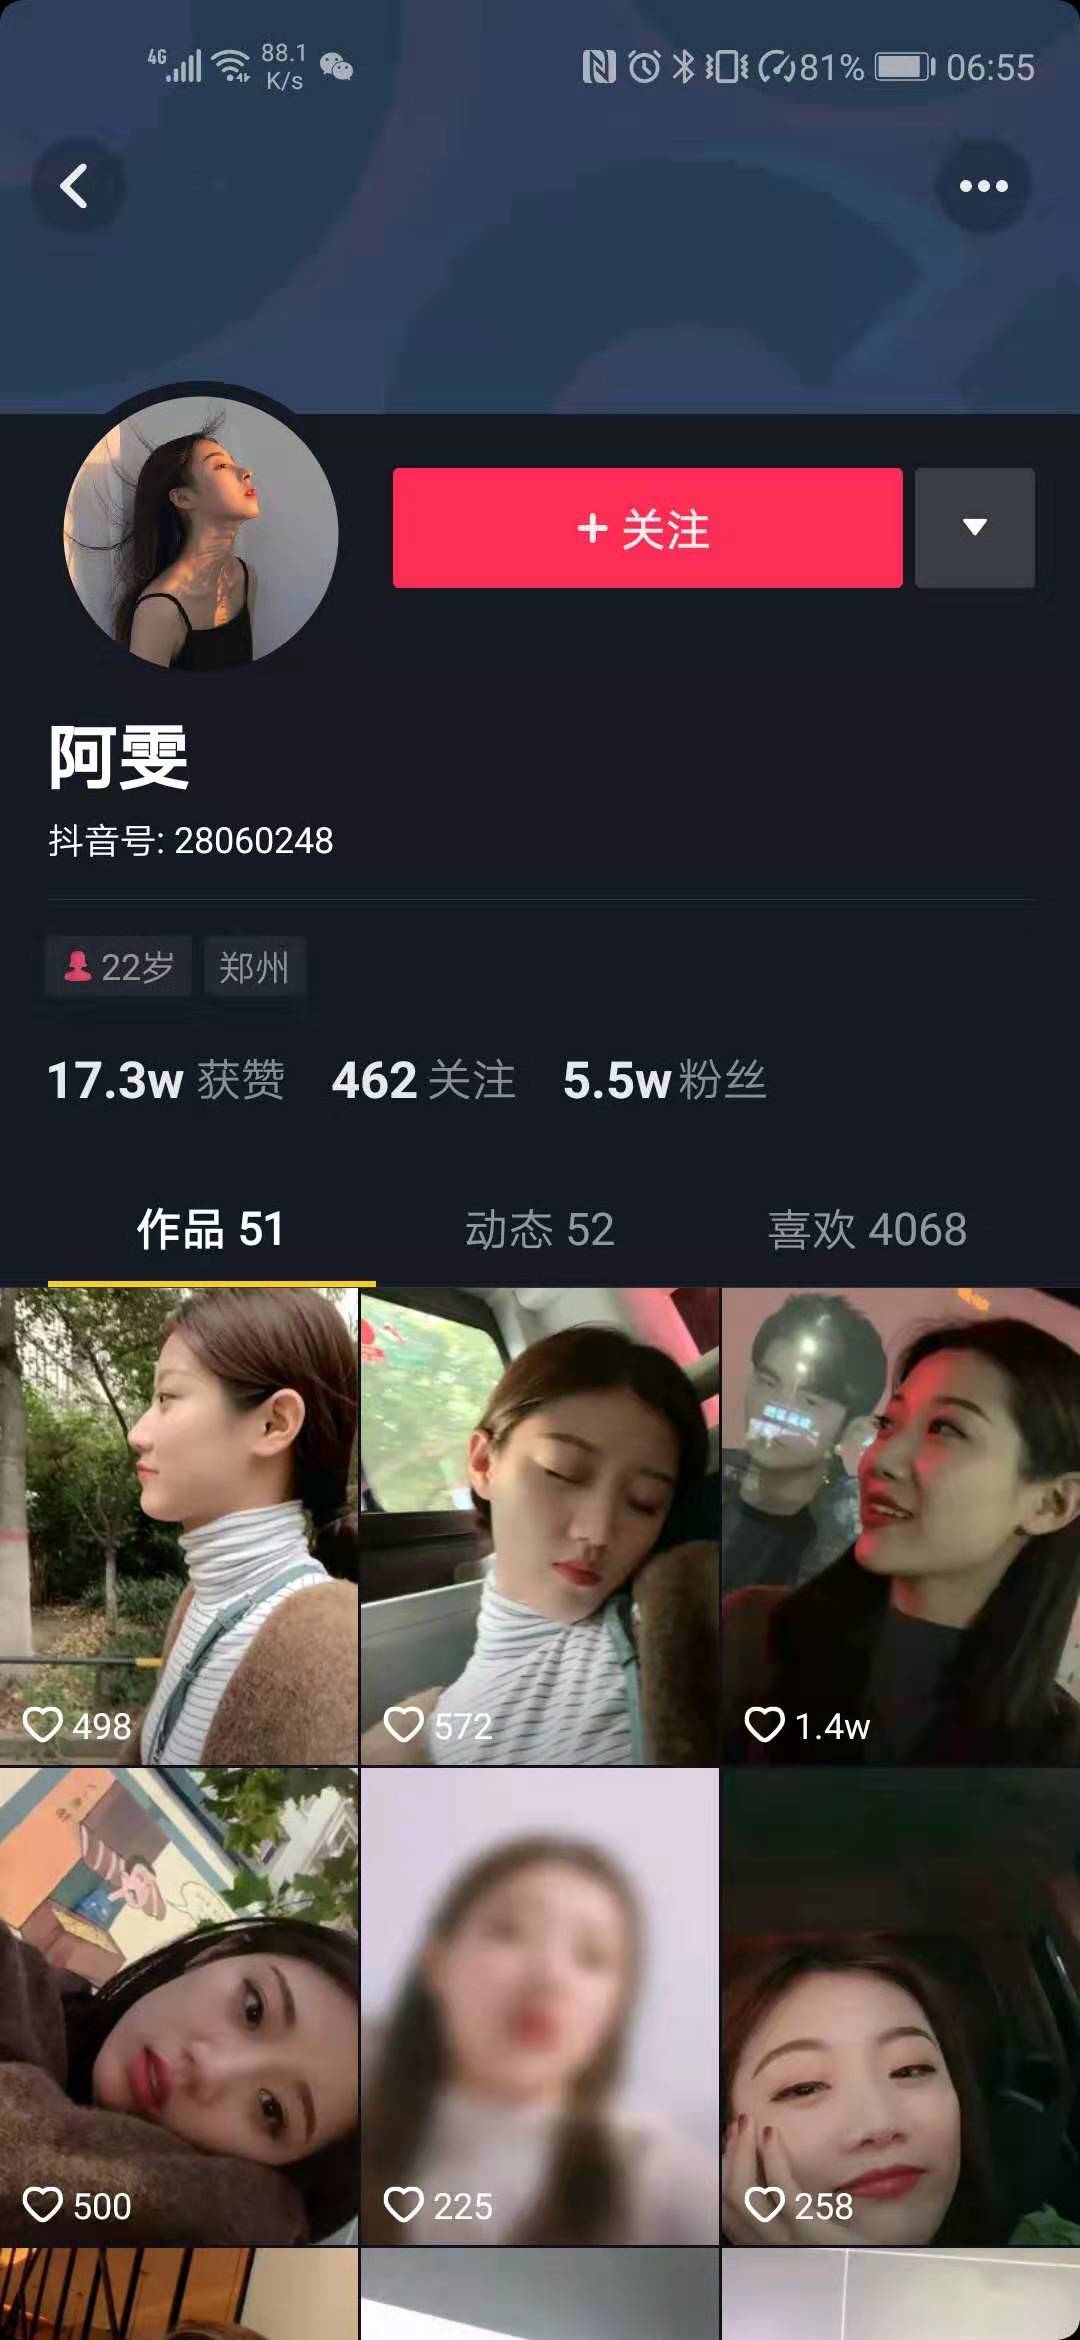 4G 88.1 K/s 81% 06:55
+ 关注
阿雯
抖音号: 28060248
22岁 郑州
17.3w 获赞 462 关注 5.5w 粉丝
作品 51 动态 52 喜欢 4068
498 572 1.4w
500 225 258